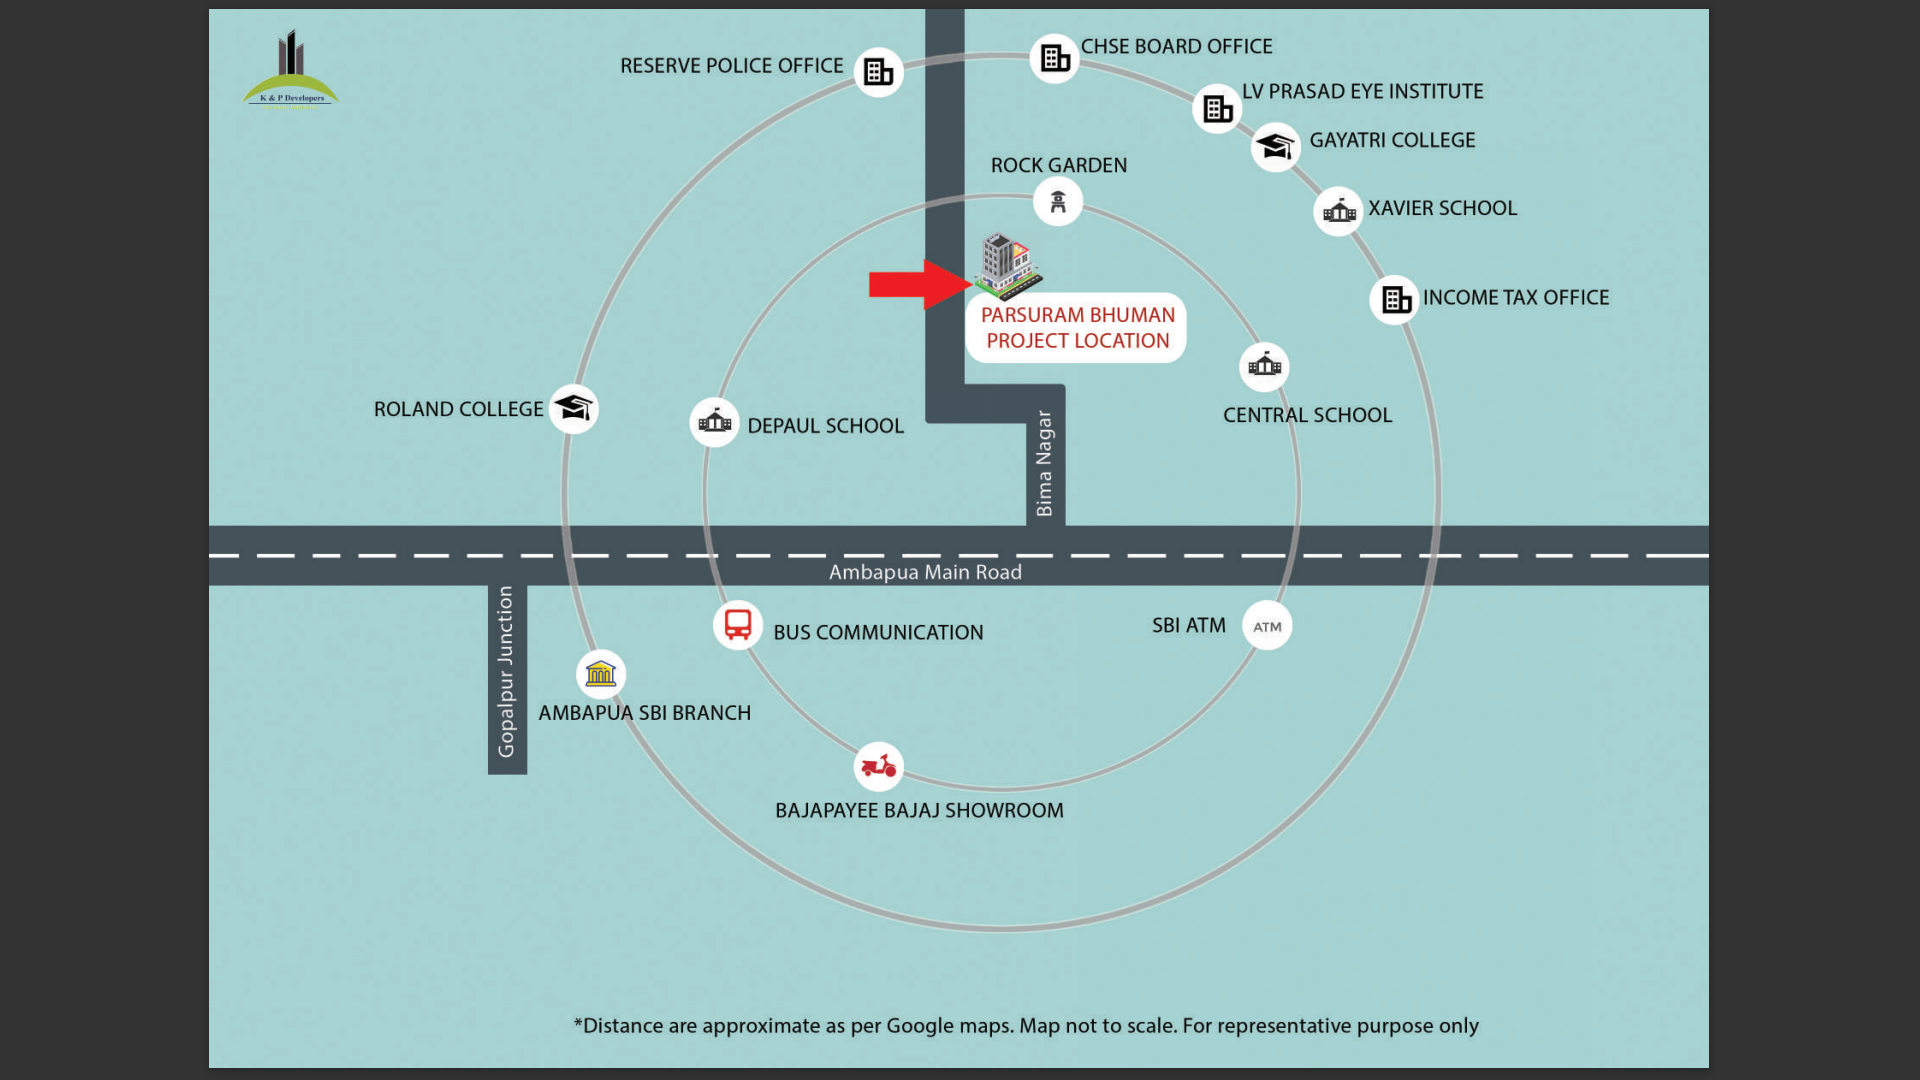 K & P Developers
RESERVE POLICE OFFICE
CHSE BOARD OFFICE
LV PRASAD EYE INSTITUTE
GAYATRI COLLEGE
ROCK GARDEN
XAVIER SCHOOL
INCOME TAX OFFICE
PARSURAM BHUMAN
PROJECT LOCATION
ROLAND COLLEGE
DEPAUL SCHOOL
CENTRAL SCHOOL
Bima Nagar
Ambapua Main Road
Gopalpur Junction
BUS COMMUNICATION
SBI ATM
ATM
AMBAPUA SBI BRANCH
BAJAPAYEE BAJAJ SHOWROOM
*Distance are approximate as per Google maps. Map not to scale. For representative purpose only